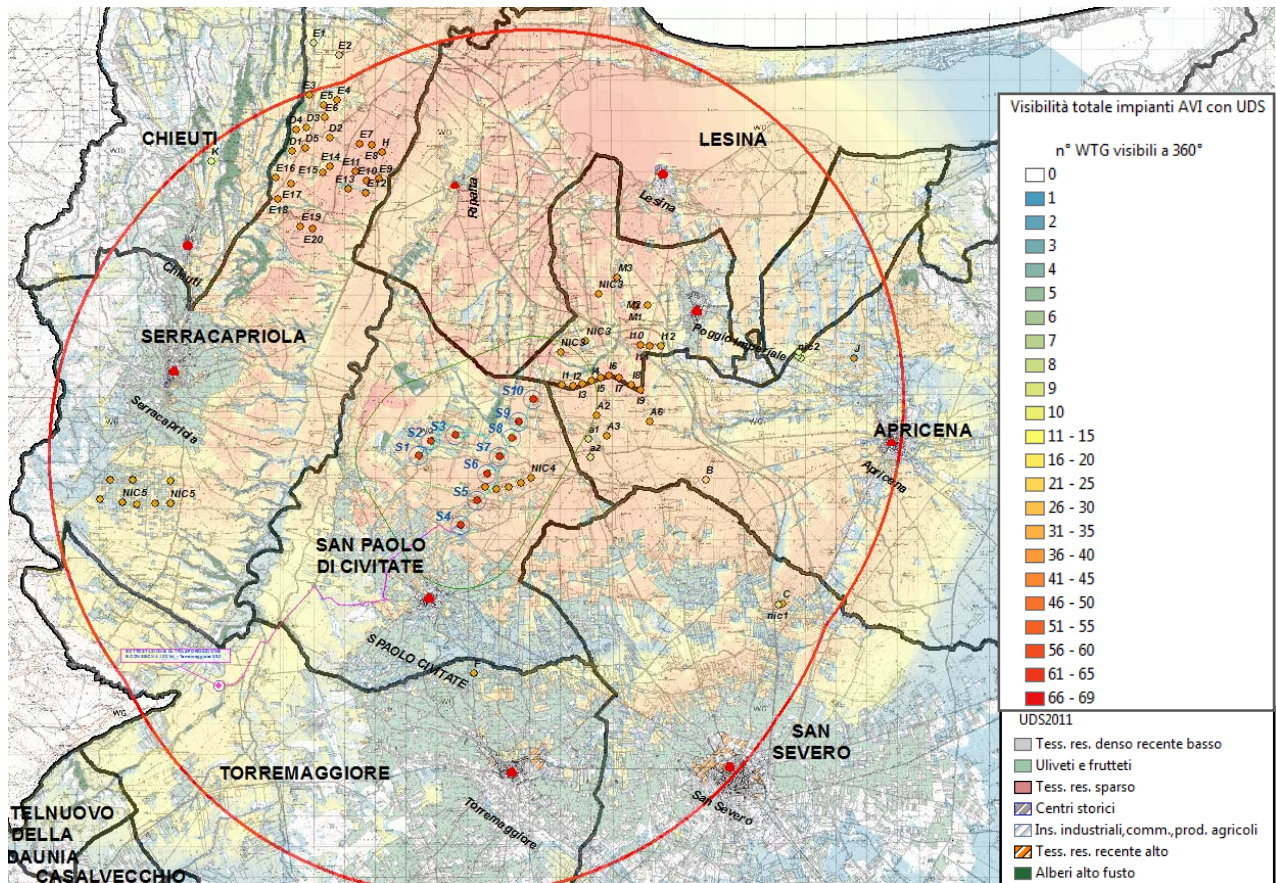 E1
E2
E3
E5
E4
E6
D3
D4
D2
CHIEUTI
K
D1
D5
E7
H
E8
LESINA
E14
E11
E16
E15
E10
E9
E13
E12
E17
E18
Ripalta
Lesina
E19
E20
Chieuti
M3
NIC3
M2
M1
SERRACAPRIOLA
NIC3
I10
I12
Poggio Imperiale
nic2
J
Serracapriola
I1
I2
I3
I4
I5
I6
I7
I8
I9
S10
S9
S8
S3
S2
S1
S7
S6
S5
S4
A2
A6
a1
A3
a2
APRICENA
Apricena
NIC4
B
NIC5
NIC5
SAN PAOLO
DI CIVITATE
C
nic1
S.PAOLO CIVITATE
TORREMAGGIORE
SAN
SEVERO
Torremaggiore
San Severo
TELNUOVO
DELLA
DAUNIA
CASALVECCHIO
Visibilità totale impianti AVI con UDS
n° WTG visibili a 360°
0
1
2
3
4
5
6
7
8
9
10
11 - 15
16 - 20
21 - 25
26 - 30
31 - 35
36 - 40
41 - 45
46 - 50
51 - 55
56 - 60
61 - 65
66 - 69
UDS2011
Tess. res. denso recente basso
Uliveti e frutteti
Tess. res. sparso
Centri storici
Ins. industriali,comm.,prod. agricoli
Tess. res. recente alto
Alberi alto fusto